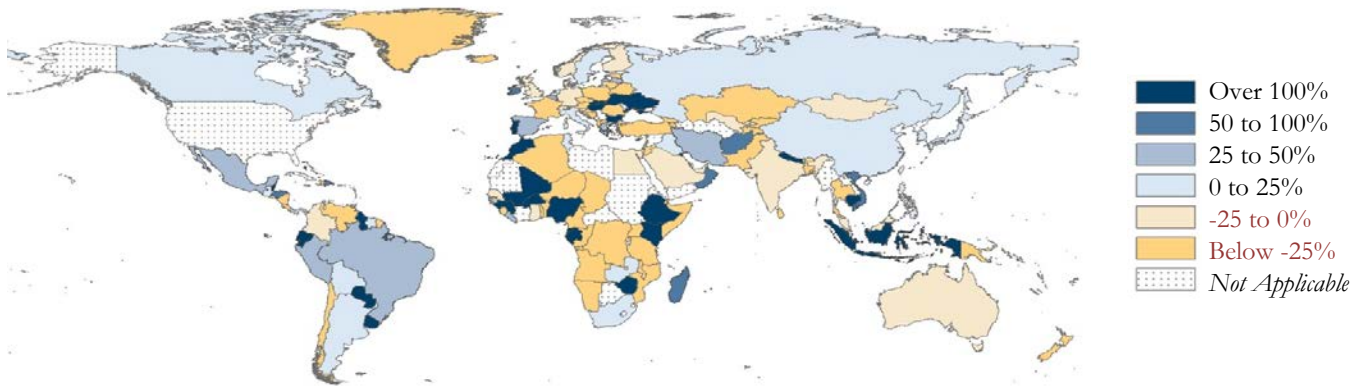 Over 100%
50 to 100%
25 to 50%
0 to 25%
-25 to 0%
Below -25%
Not Applicable